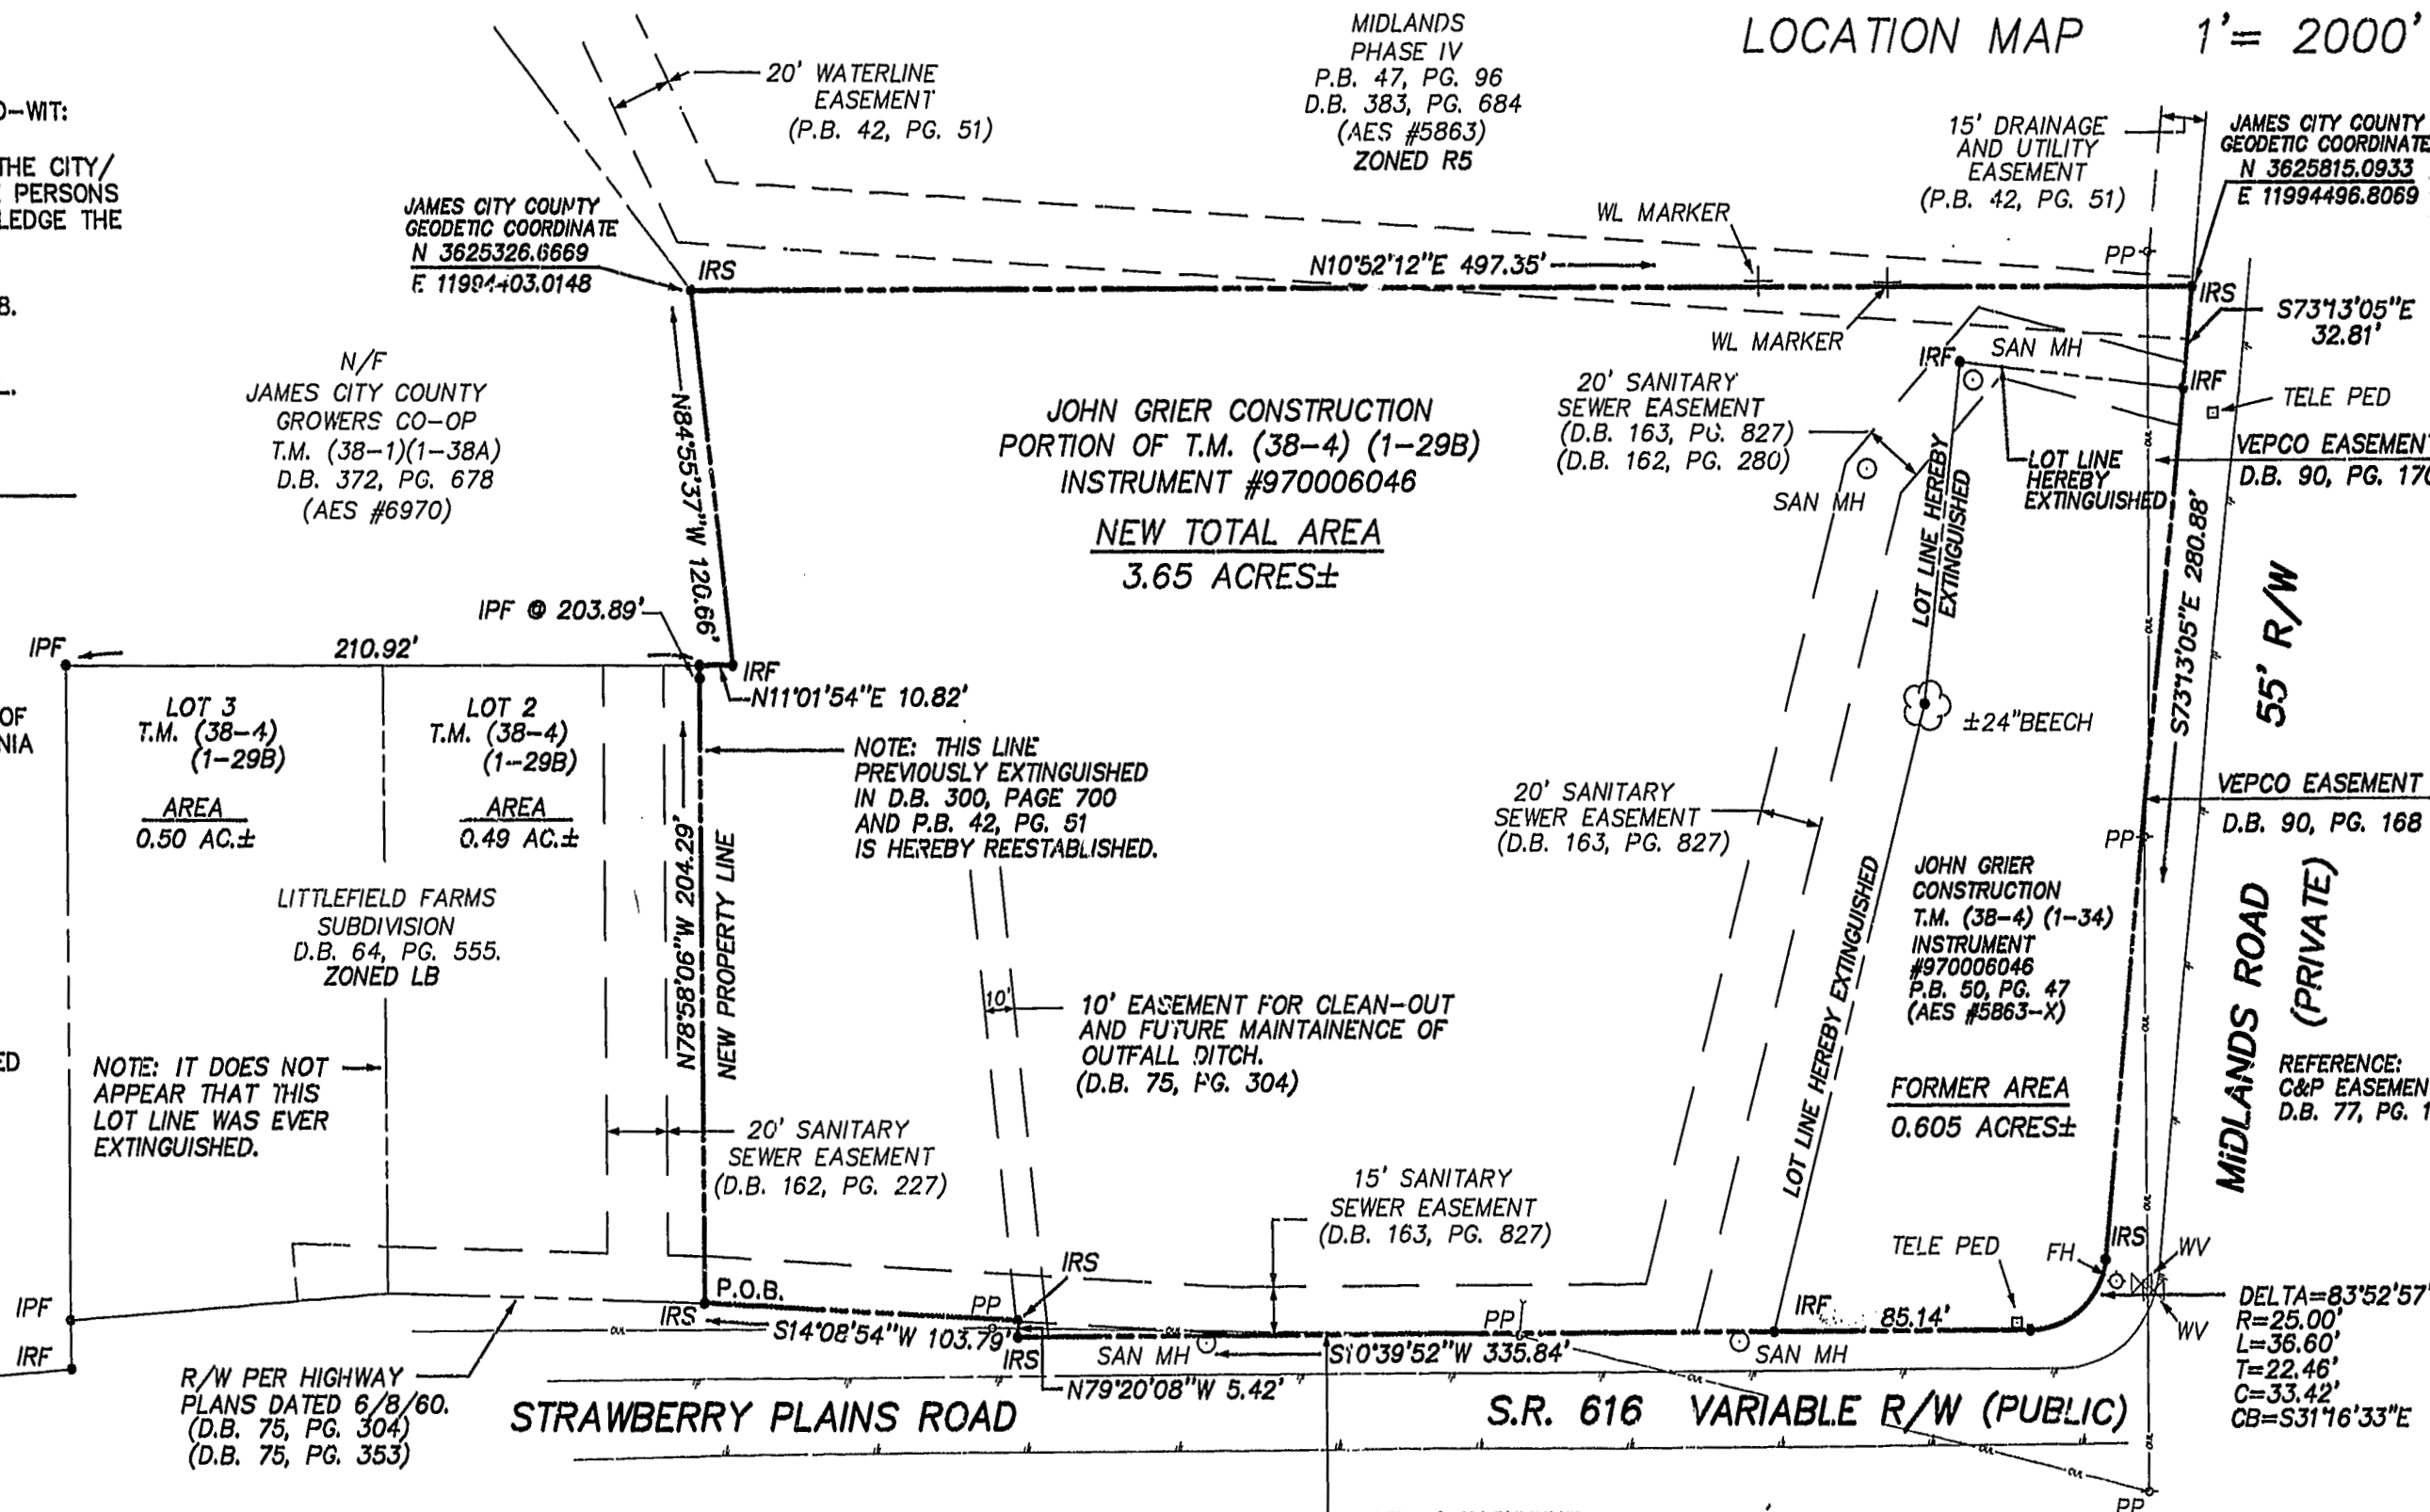 LOCATION MAP 1'= 2000'
MIDLANDS
PHASE IV
P.B. 47, PG. 96
D.B. 383, PG. 684
(AES #5863)
ZONED R5
20' WATERLINE
EASEMENT
(P.B. 42, PG. 51)
15' DRAINAGE
AND UTILITY
EASEMENT
(P.B. 42, PG. 51)
JAMES CITY COUNTY
GEODETIC COORDINATE
N 3625815.0933
E 11994496.8069
-WIT:
THE CITY/
PERSONS
LEDGE THE
JAMES CITY COUNTY
GEODETIC COORDINATE
N 3625326.6669
E 11994403.0148
IRS
N10°52'12"E 497.35'
WL MARKER
WL MARKER
PP
IRS
S73°13'05"E
32.81'
N/F
JAMES CITY COUNTY
GROWERS CO-OP
T.M. (38-1)(1-38A)
D.B. 372, PG. 678
(AES #6970)
N84°55'37"W 120.66'
JOHN GRIER CONSTRUCTION
PORTION OF T.M. (38-4) (1-29B)
INSTRUMENT #970006046
NEW TOTAL AREA
3.65 ACRES±
20' SANITARY
SEWER EASEMENT
(D.B. 163, PG. 827)
(D.B. 162, PG. 280)
SAN MH
IRF
SAN MH
IRF
TELE PED
VEPCO EASEMENT
D.B. 90, PG. 170
LOT LINE
HEREBY
EXTINGUISHED
LOT LINE HEREBY
EXTINGUISHED
S73°13'05"E 280.88'
55' R/W
IPF @ 203.89'
IPF
210.92'
IRF
N11°01'54"E 10.82'
LOT 3
T.M. (38-4)
(1-29B)
AREA
0.50 AC.±
LOT 2
T.M. (38-4)
(1-29B)
AREA
0.49 AC.±
OF
NIA
N78°58'06"W 204.29'
NEW PROPERTY LINE
NOTE: THIS LINE
PREVIOUSLY EXTINGUISHED
IN D.B. 300, PAGE 700
AND P.B. 42, PG. 51
IS HEREBY REESTABLISHED.
±24"BEECH
20' SANITARY
SEWER EASEMENT
(D.B. 163, PG. 827)
VEPCO EASEMENT
D.B. 90, PG. 168
PP
LITTLEFIELD FARMS
SUBDIVISION
D.B. 64, PG. 555.
ZONED LB
JOHN GRIER
CONSTRUCTION
T.M. (38-4) (1-34)
INSTRUMENT
#970006046
P.B. 50, PG. 47
(AES #5863-X)
FORMER AREA
0.605 ACRES±
LOT LINE HEREBY EXTINGUISHED
MIDLANDS ROAD
(PRIVATE)
10'
10' EASEMENT FOR CLEAN-OUT
AND FUTURE MAINTAINENCE OF
OUTFALL DITCH.
(D.B. 75, PG. 304)
ED
NOTE: IT DOES NOT
APPEAR THAT THIS
LOT LINE WAS EVER
EXTINGUISHED.
REFERENCE:
C&P EASEMEN
D.B. 77, PG. 1
20' SANITARY
SEWER EASEMENT
(D.B. 162, PG. 227)
15' SANITARY
SEWER EASEMENT
(D.B. 163, PG. 827)
IRS
TELE PED
FH
IRS
WV
WV
IPF
IRF
P.O.B.
IRS
S14°08'54"W 103.79'
PP
IRS
N79°20'08"W 5.42'
SAN MH
PP
S10°39'52"W 335.84'
IRF
85.14'
SAN MH
DELTA=83°52'57"
R=25.00'
L=36.60'
T=22.46'
C=33.42'
CB=S31°16'33"E
R/W PER HIGHWAY
PLANS DATED 6/8/60.
(D.B. 75, PG. 304)
(D.B. 75, PG. 353)
STRAWBERRY PLAINS ROAD
S.R. 616 VARIABLE R/W (PUBLIC)
PP